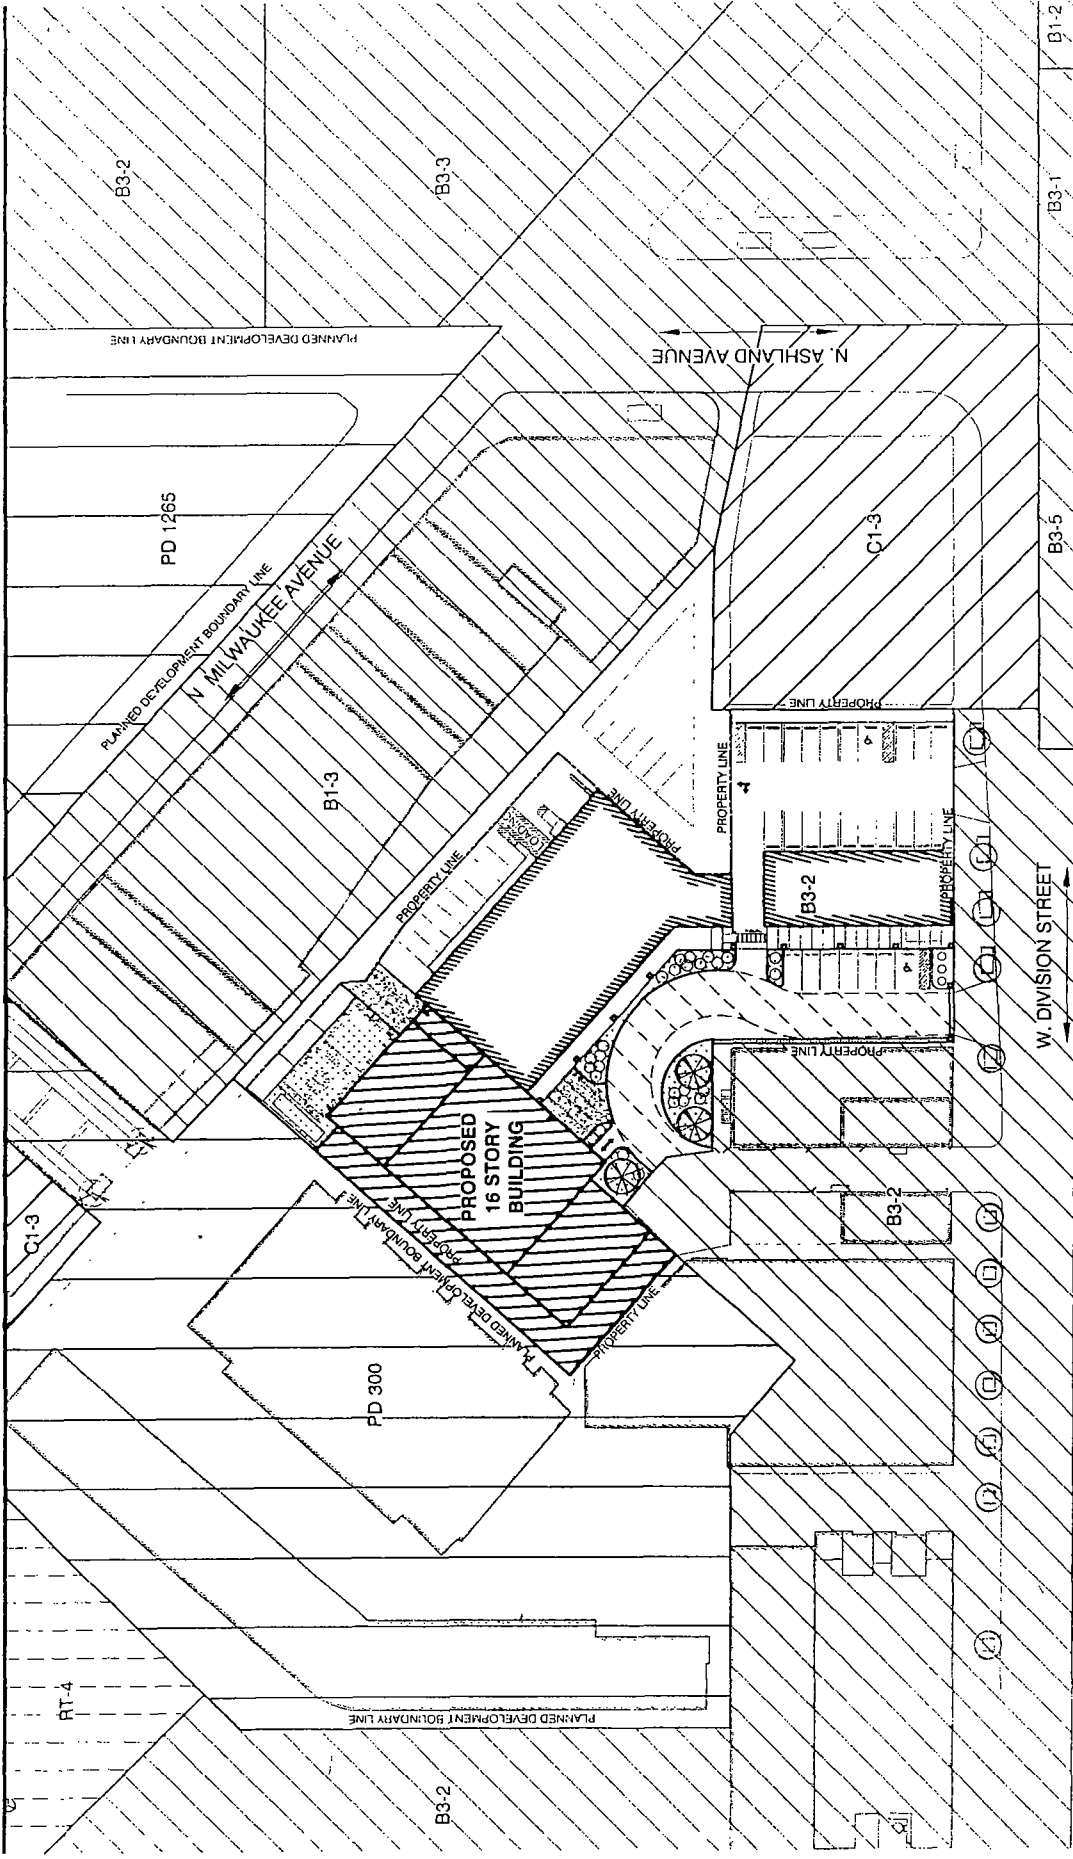 B3-2
B3-3
B1-2
B3-1
PLANNED DEVELOPMENT BOUNDARY LINE
N. ASHLAND AVENUE
PD 1265
PLANNED DEVELOPMENT BOUNDARY LINE
N MILWAUKEE AVENUE
C1-3
B3-5
B1-3
PROPERTY LINE
PROPERTY LINE
PROPERTY LINE
LOADING
PROPERTY LINE
PROPERTY LINE
B3-2
W. DIVISION STREET
PROPERTY LINE
PROPOSED
16 STORY
BUILDING
PROPERTY LINE
PLANNED DEVELOPMENT BOUNDARY LINE
PROPERTY LINE
C1-3
B3-2
PD 300
RT-4
PLANNED DEVELOPMENT BOUNDARY LINE
B3-2